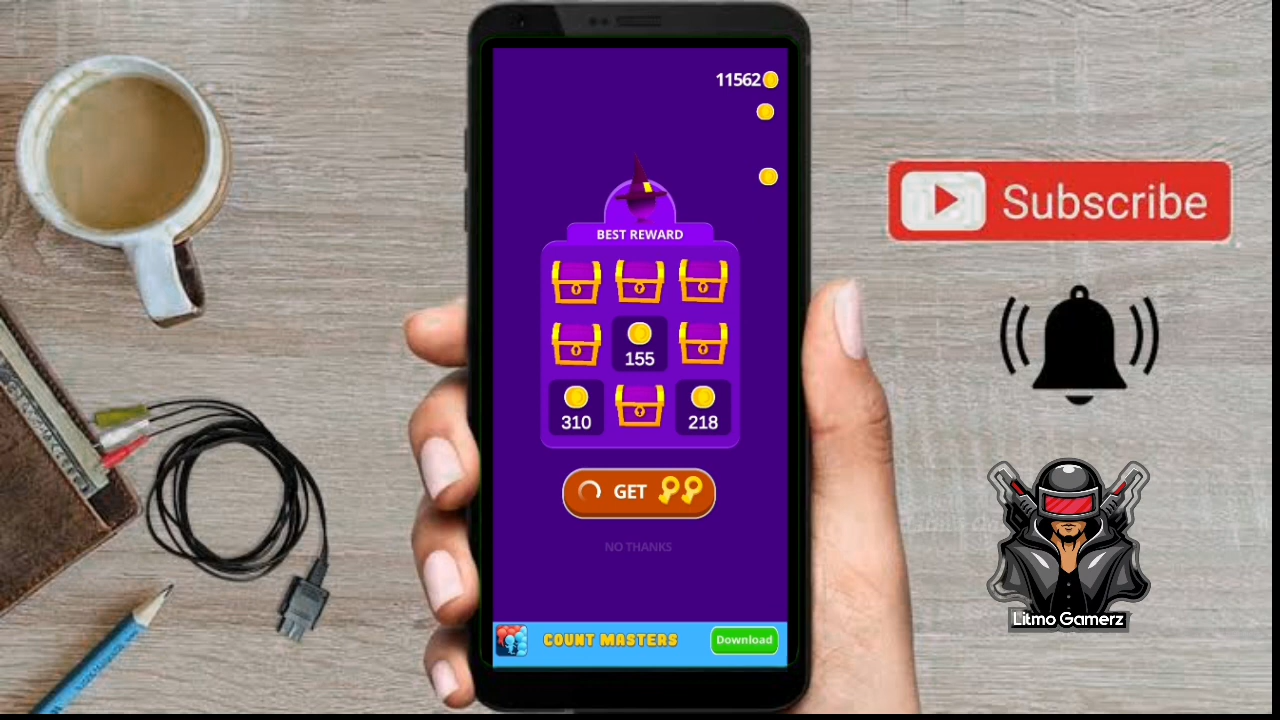 11562
BEST REWARD
155
310
218
GET
NO THANKS
COUNT MASTERS
Download
Subscribe
Litmo Gamerz